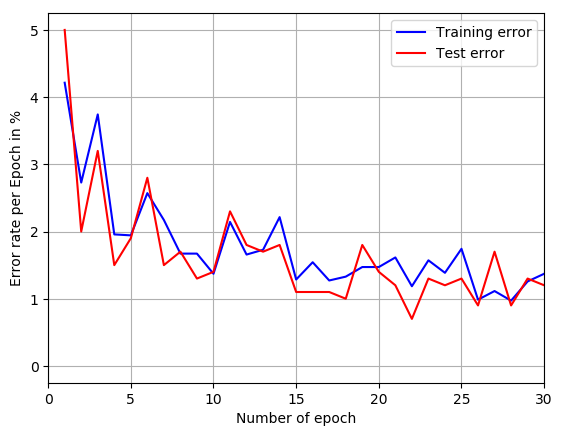 Training error
Test error
5
4
3
2
1
0
Error rate per Epoch in %
0 5 10 15 20 25 30
Number of epoch